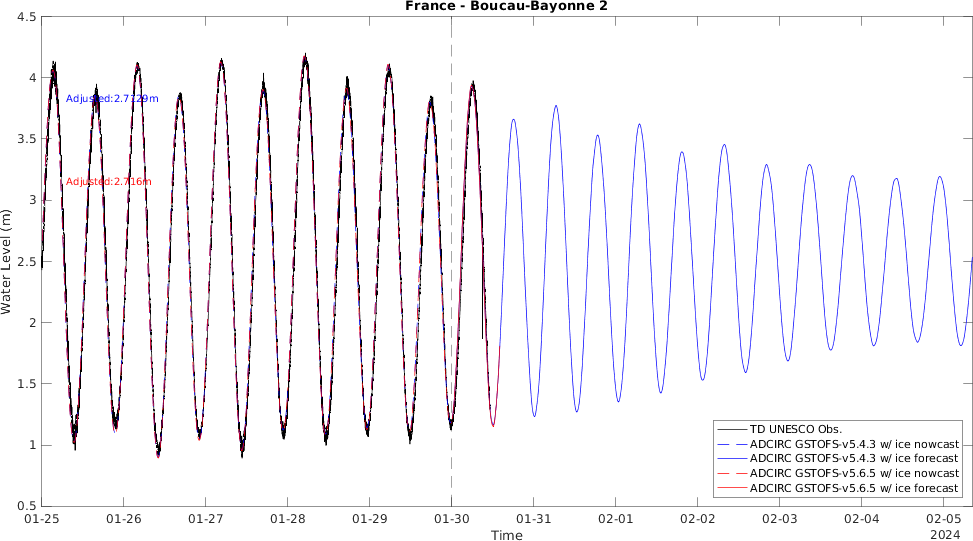 France - Boucau-Bayonne 2
4.5
4
3.5
3
2.5
2
1.5
1
0.5
Water Level (m)
Adjusted:2.7129m
Adjusted:2.716m
TD UNESCO Obs.
ADCIRC GSTOFS-v5.4.3 w/ ice nowcast
ADCIRC GSTOFS-v5.4.3 w/ ice forecast
ADCIRC GSTOFS-v5.6.5 w/ ice nowcast
ADCIRC GSTOFS-v5.6.5 w/ ice forecast
01-25 01-26 01-27 01-28 01-29 01-30 01-31 02-01 02-02 02-03 02-04 02-05
Time 2024